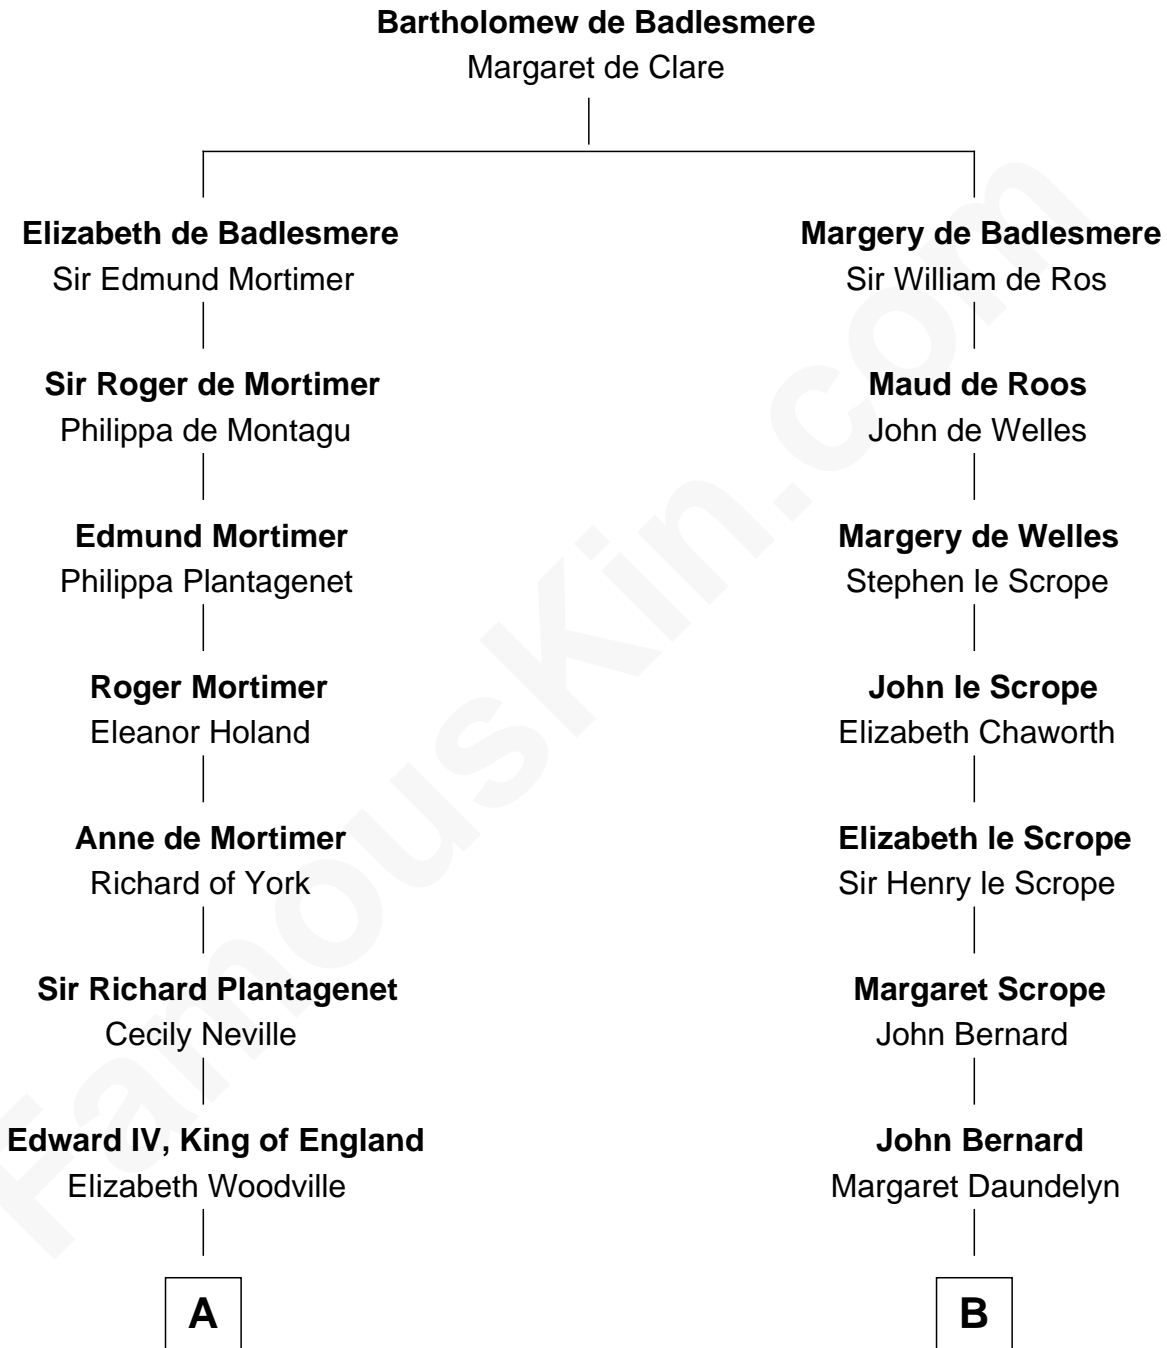 Bartholomew de Badlesmere
Margaret de Clare
Elizabeth de Badlesmere
Sir Edmund Mortimer
Sir Roger de Mortimer
Philippa de Montagu
Edmund Mortimer
Philippa Plantagenet
Roger Mortimer
Eleanor Holand
Anne de Mortimer
Richard of York
Sir Richard Plantagenet
Cecily Neville
Edward IV, King of England
Elizabeth Woodville
A
Margery de Badlesmere
Sir William de Ros
Maud de Roos
John de Welles
Margery de Welles
Stephen le Scrope
John le Scrope
Elizabeth Chaworth
Elizabeth le Scrope
Sir Henry le Scrope
Margaret Scrope
John Bernard
John Bernard
Margaret Daundelyn
B
FamousKin.com